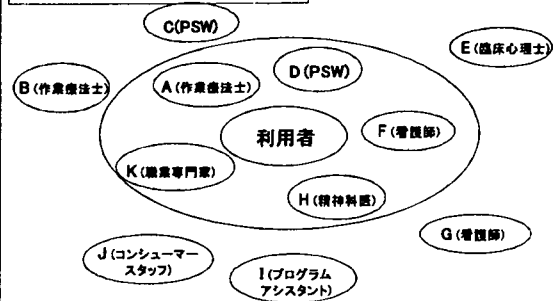 C(PSW)
E(臨床心理士)
D(PSW)
B(作業療法士)
A(作業療法士)
利用者
F(看護師)
K(職業専門家)
H(精神科医)
G(看護師)
J(コンシューマー
スタッフ)
I(プログラム
アシスタント)